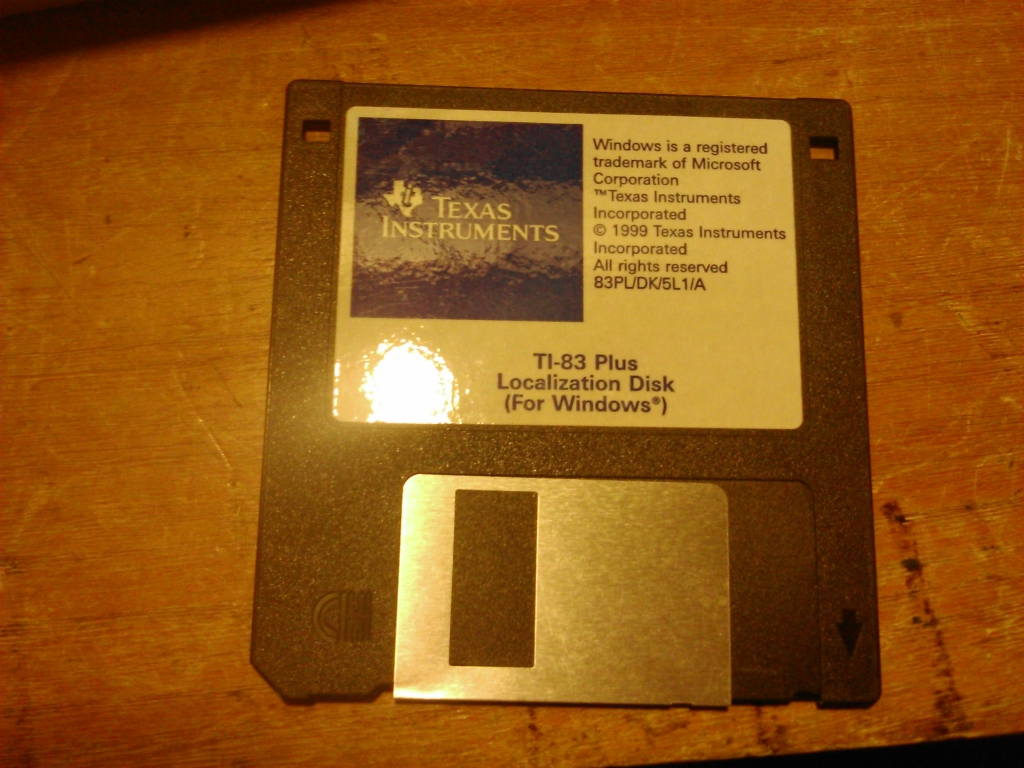 TEXAS
INSTRUMENTS
Windows is a registered
trademark of Microsoft
Corporation
™Texas Instruments
Incorporated
© 1999 Texas Instruments
Incorporated
All rights reserved
83PL/DK/5L1/A
TI-83 Plus
Localization Disk
(For Windows®)